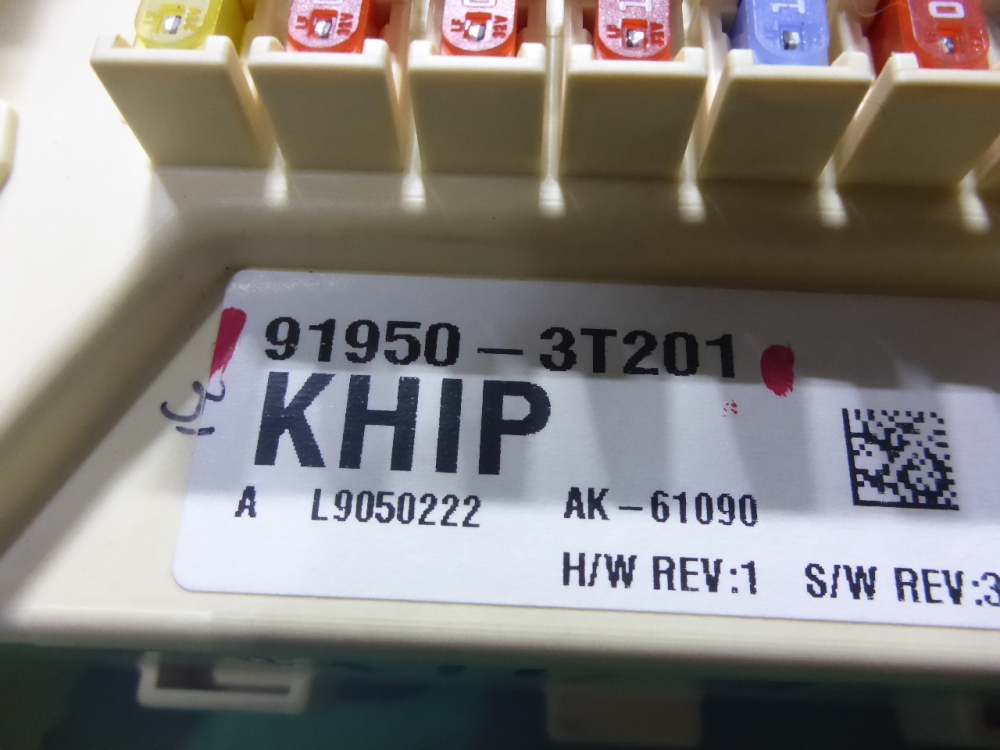 91950-3T201
KHIP
A L9050222 AK-61090
H/W REV:1 S/W REV:3